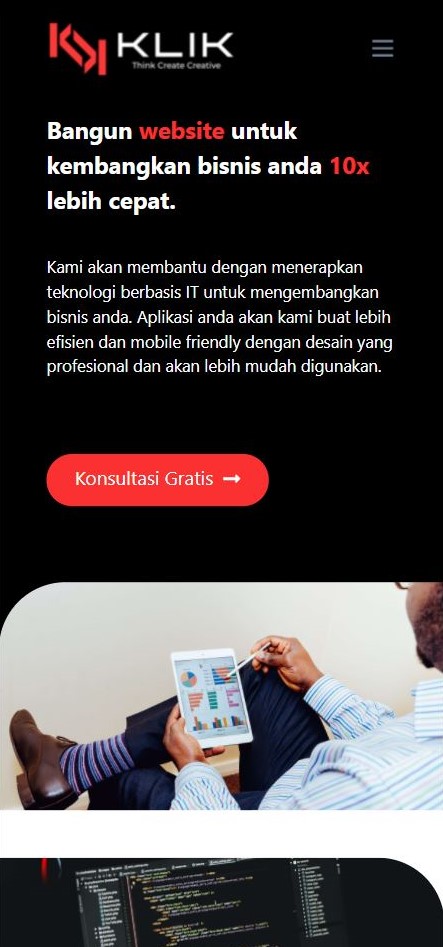 KLIK
Think Create Creative
Bangun website untuk
kembangkan bisnis anda 10x
lebih cepat.
Kami akan membantu dengan menerapkan
teknologi berbasis IT untuk mengembangkan
bisnis anda. Aplikasi anda akan kami buat lebih
efisien dan mobile friendly dengan desain yang
profesional dan akan lebih mudah digunakan.
Konsultasi Gratis